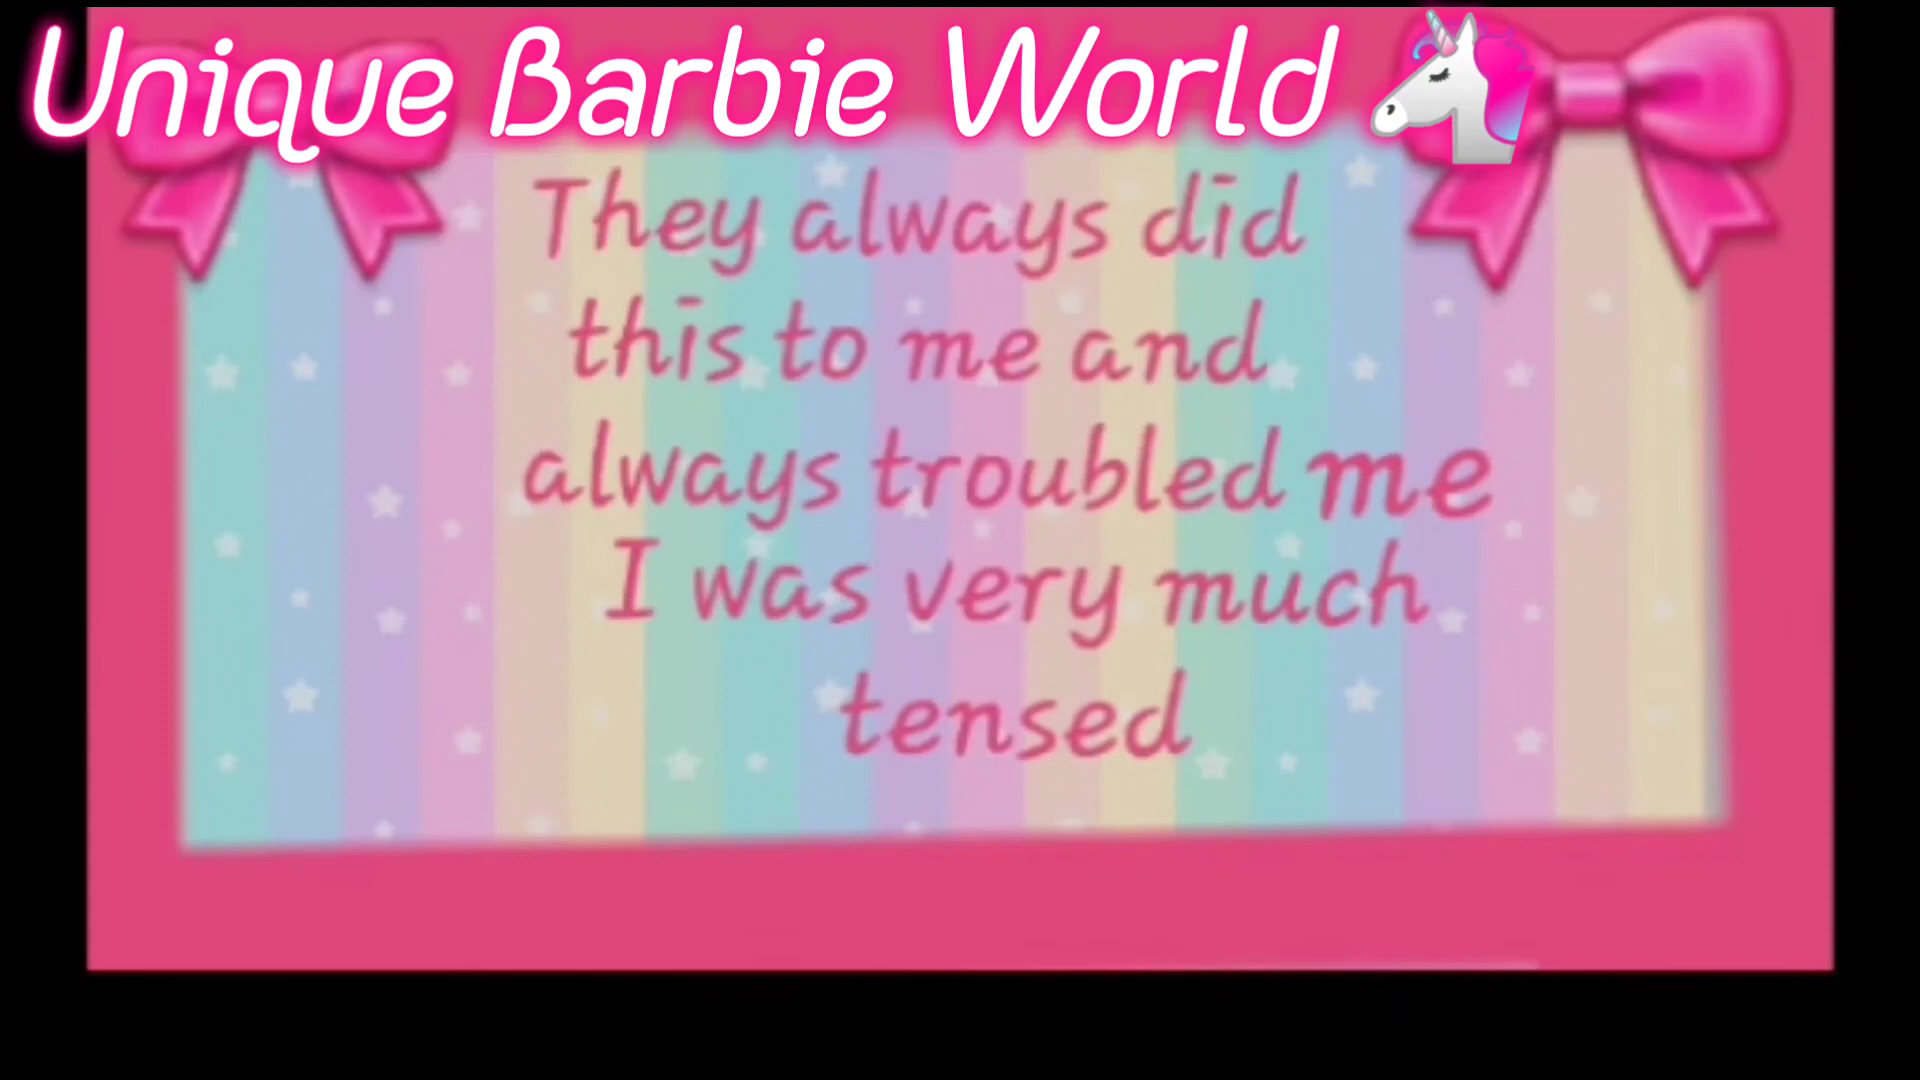 Unique Barbie World 🦄
They always did
this to me and
always troubled me
I was very much
tensed